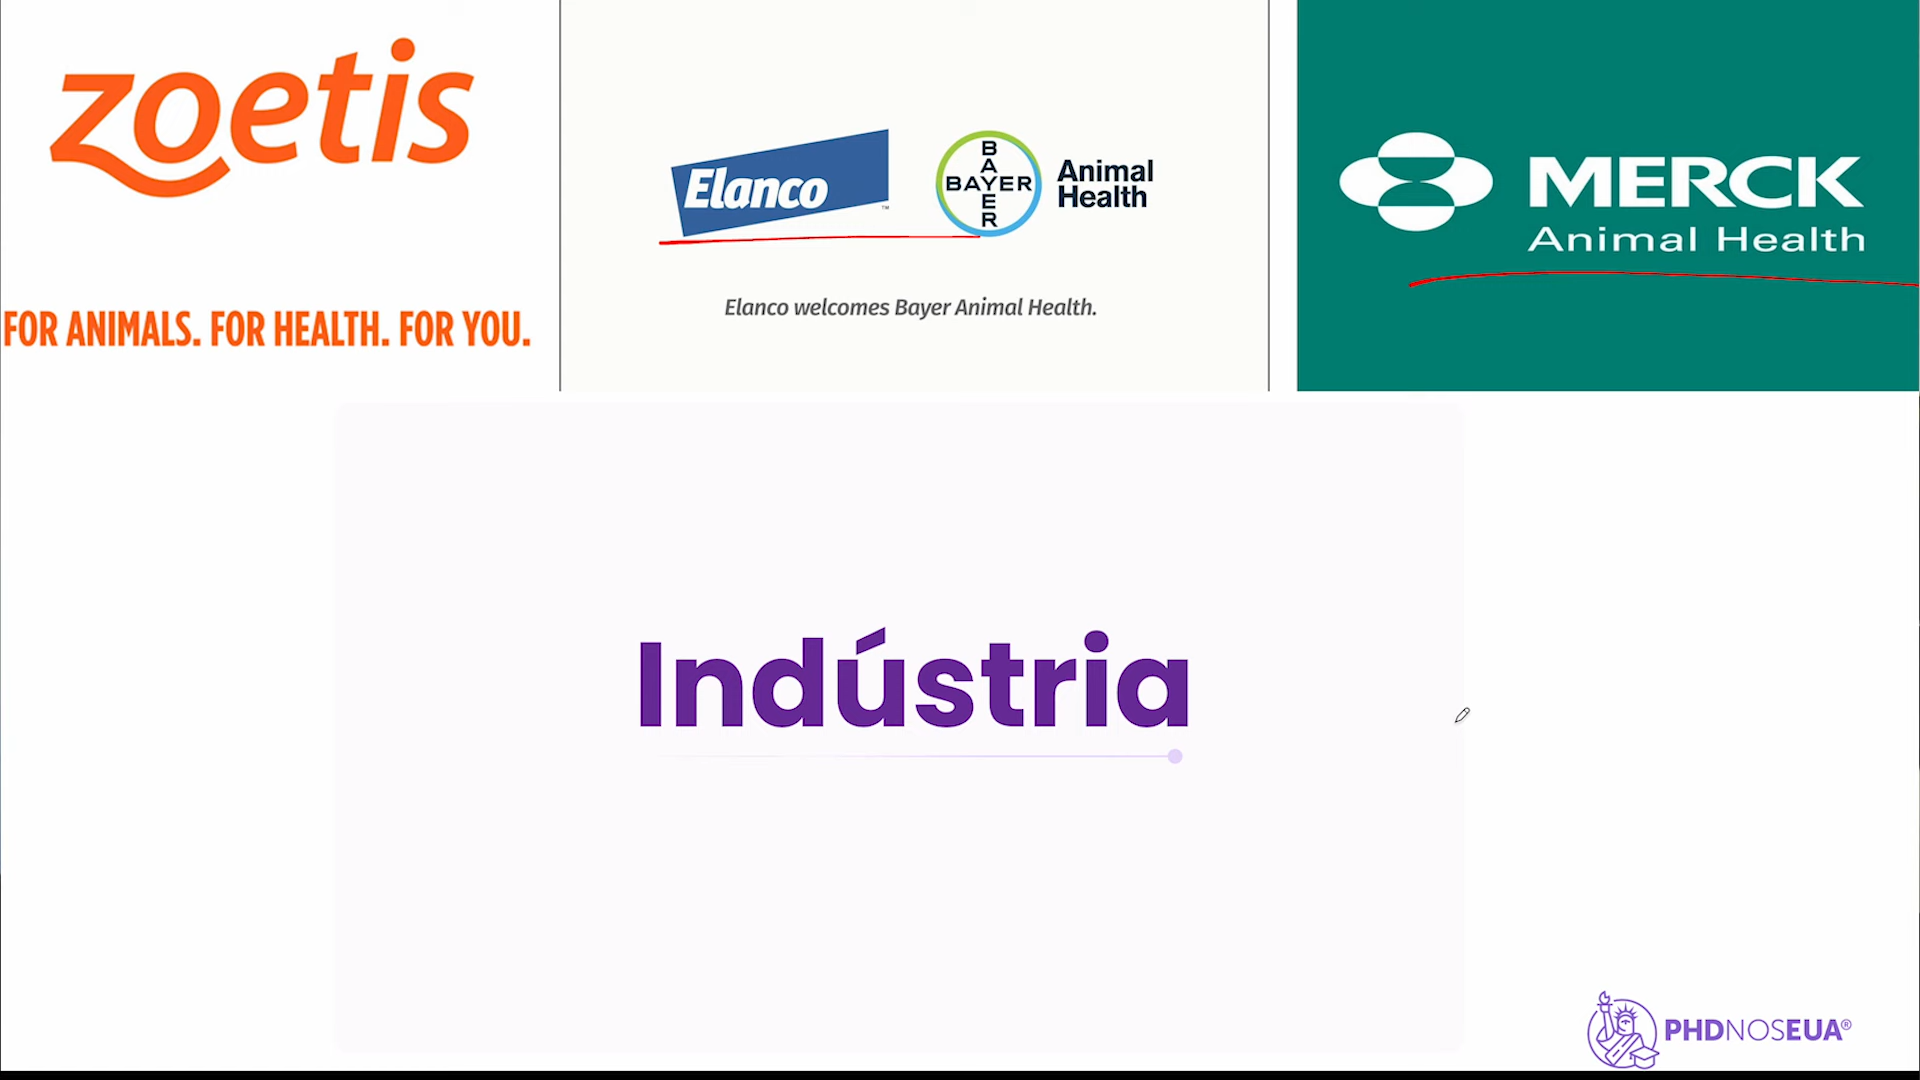 zoetis
FOR ANIMALS. FOR HEALTH. FOR YOU.
Elanco™
BAYER
BAYER
Animal
Health
Elanco welcomes Bayer Animal Health.
MERCK
Animal Health
Indústria
PHDNOSEUA®